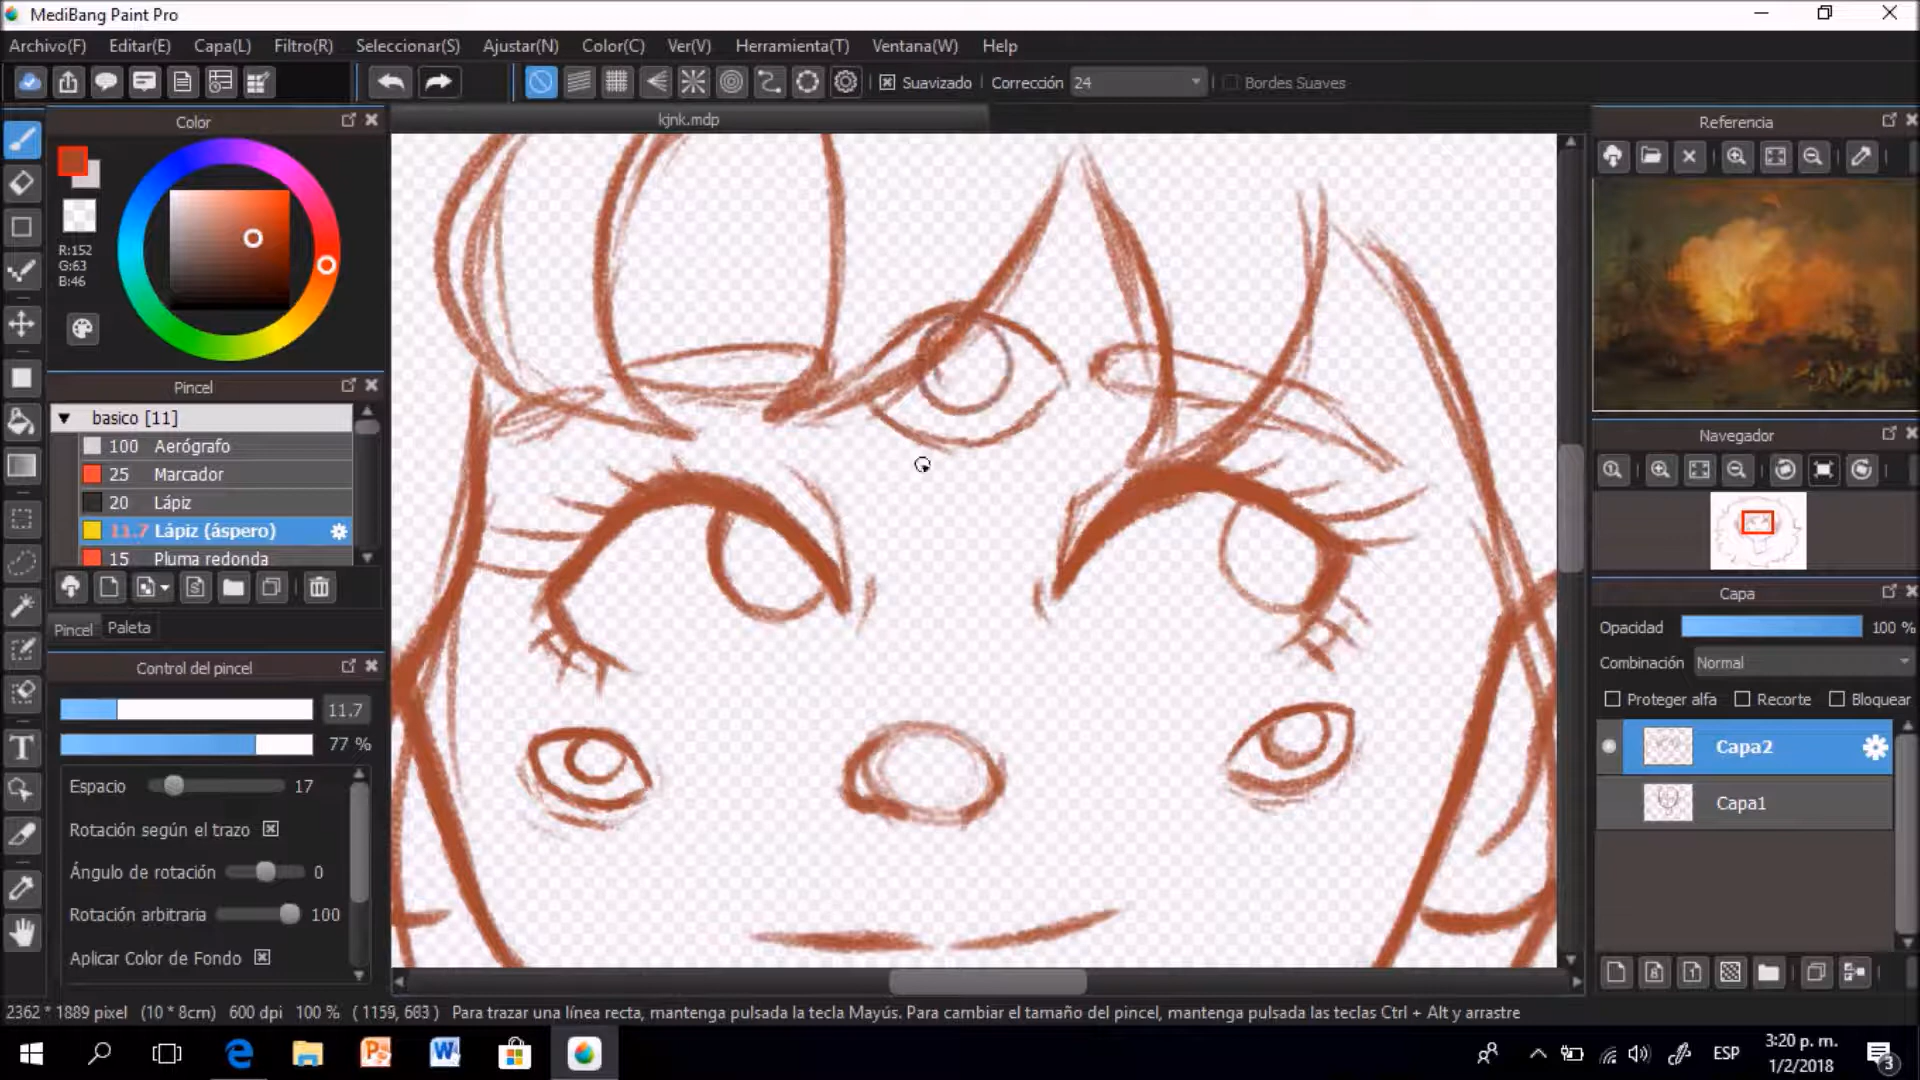 MediBang Paint Pro
Archivo(F) Editar(E) Capa(L) Filtro(R) Seleccionar(S) Ajustar(N) Color(C) Ver(V) Herramienta(T) Ventana(W) Help
Suavizado Corrección 24 Bordes Suaves
Color
kjnk.mdp
Referencia
R:152
G:63
B:46
Pincel
basico [11]
100 Aerógrafo
25 Marcador
20 Lápiz
11.7 Lápiz (áspero)
15 Pluma redonda
Pincel Paleta
Control del pincel
11.7
77 %
Espacio 17
Rotación según el trazo
Ángulo de rotación 0
Rotación arbitraria 100
Aplicar Color de Fondo
Navegador
Capa
Opacidad 100 %
Combinación Normal
Proteger alfa Recorte Bloquear
Capa2
Capa1
2362 * 1889 pixel (10 * 8cm) 600 dpi 100 % ( 1159, 603 ) Para trazar una línea recta, mantenga pulsada la tecla Mayús. Para cambiar el tamaño del pincel, mantenga pulsada las teclas Ctrl + Alt y arrastre
ESP
3:20 p. m.
1/2/2018
3